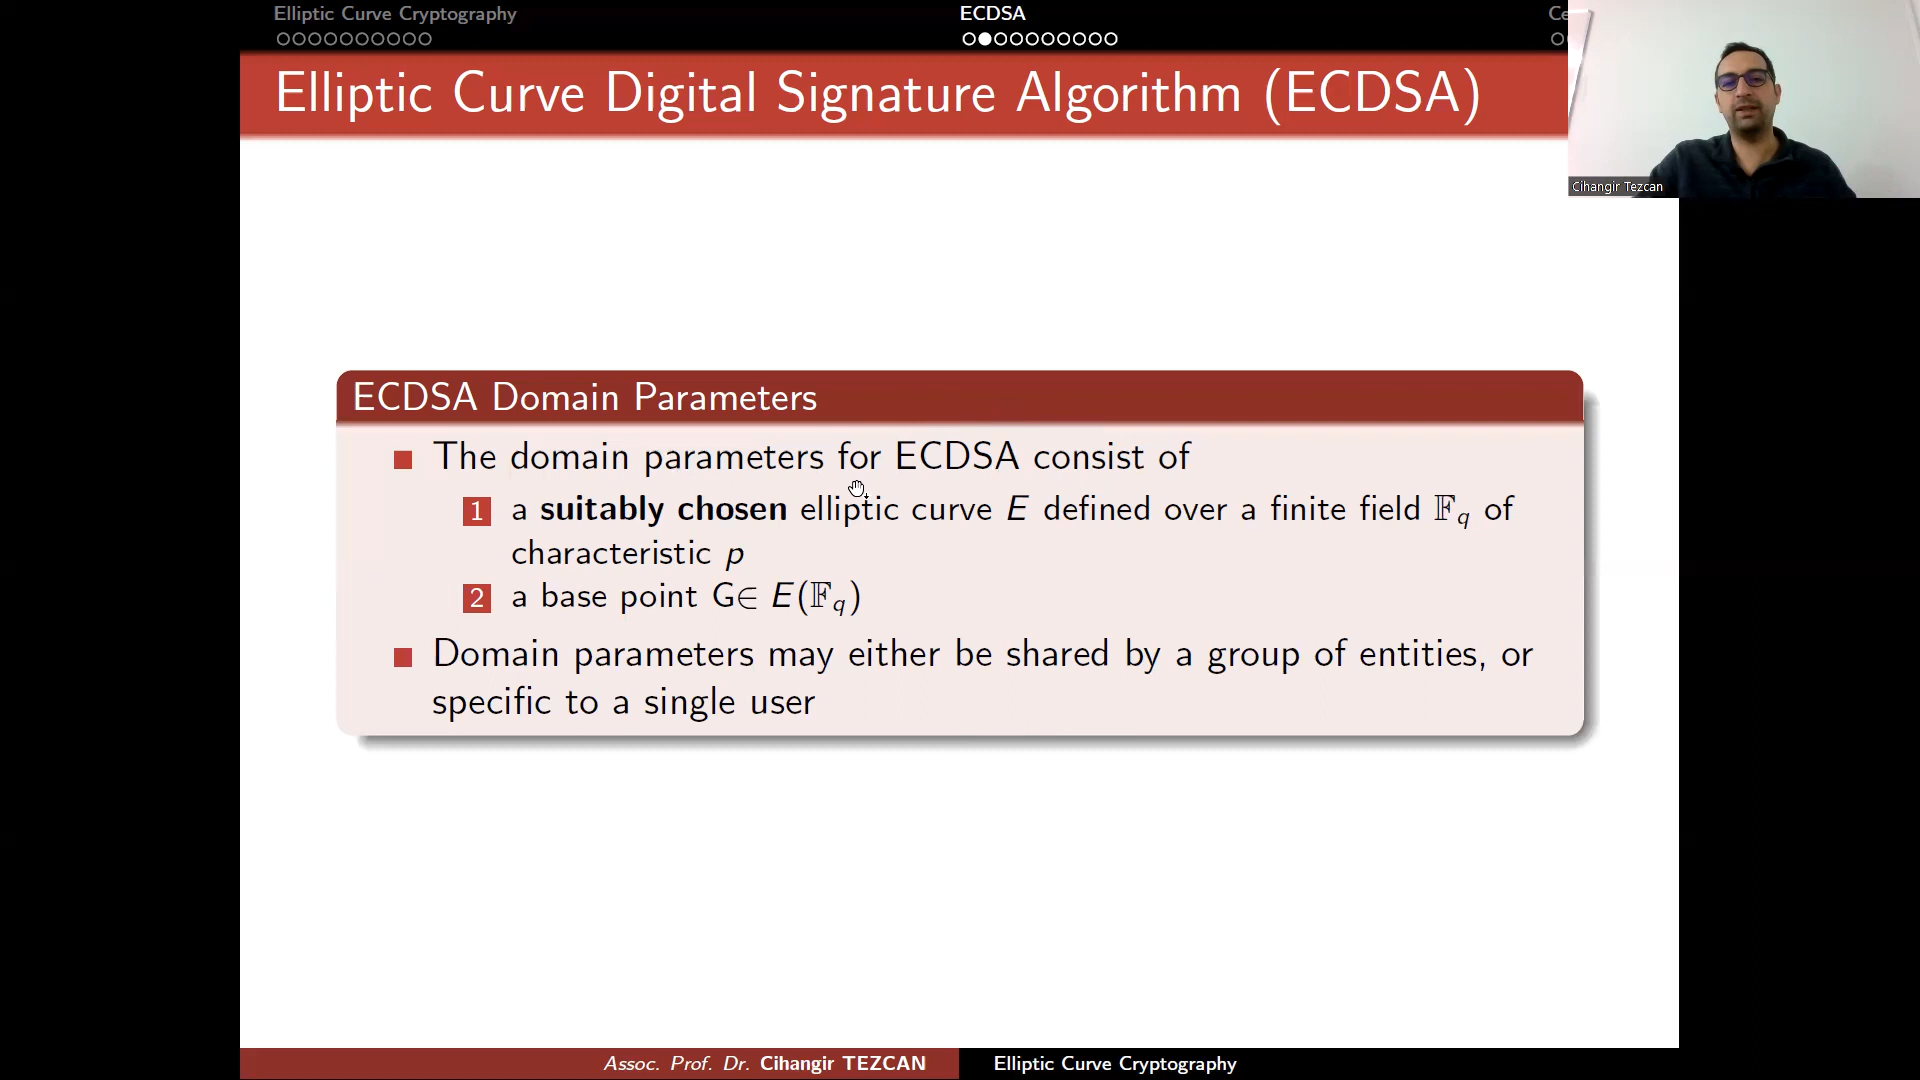 Elliptic Curve Cryptography
ECDSA
Elliptic Curve Digital Signature Algorithm (ECDSA)
Cihangir Tezcan
ECDSA Domain Parameters
The domain parameters for ECDSA consist of
1 a suitably chosen elliptic curve E defined over a finite field 𝔽q of
characteristic p
2 a base point G∈ E(𝔽q)
Domain parameters may either be shared by a group of entities, or
specific to a single user
Assoc. Prof. Dr. Cihangir TEZCAN
Elliptic Curve Cryptography